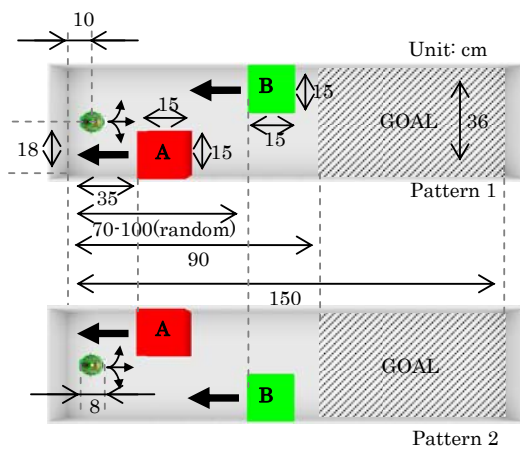 10
Unit: cm
B
15
15
15
GOAL
36
18
A
15
35
Pattern 1
70-100(random)
90
150
A
GOAL
B
8
Pattern 2